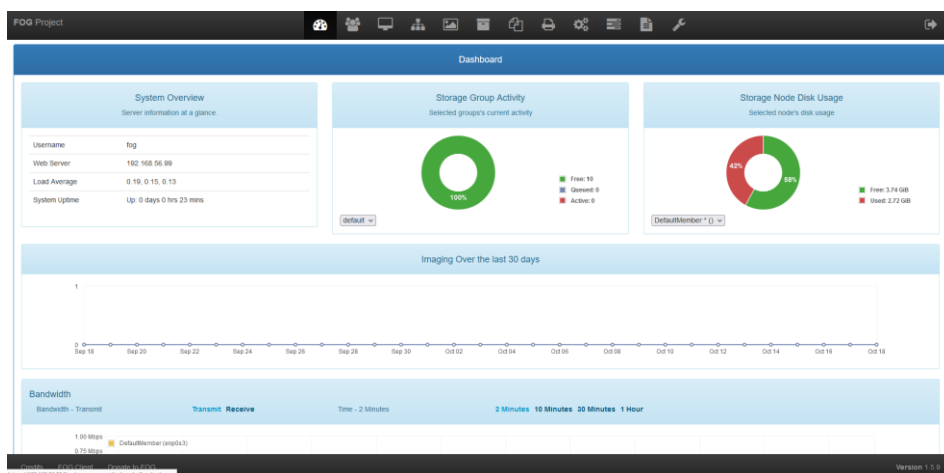 FOG Project
Dashboard
System Overview
Server information at a glance.
Username fog
Web Server 192.168.56.99
Load Average 0.19, 0.15, 0.13
System Uptime Up: 0 days 0 hrs 23 mins
Storage Group Activity
Selected groups's current activity
100%
Free: 10
Queued: 0
Active: 0
default
Storage Node Disk Usage
Selected node's disk usage
42%
58%
Free: 3.74 GiB
Used: 2.72 GiB
DefaultMember * ()
Imaging Over the last 30 days
1
0
Sep 18 Sep 20 Sep 22 Sep 24 Sep 26 Sep 28 Sep 30 Oct 02 Oct 04 Oct 06 Oct 08 Oct 10 Oct 12 Oct 14 Oct 16 Oct 18
Bandwidth
Bandwidth - Transmit Transmit Receive Time - 2 Minutes 2 Minutes 10 Minutes 30 Minutes 1 Hour
1.00 Mbps DefaultMember (enp0s3)
0.75 Mbps
Credits FOG Client Donate to FOG Version 1.5.9